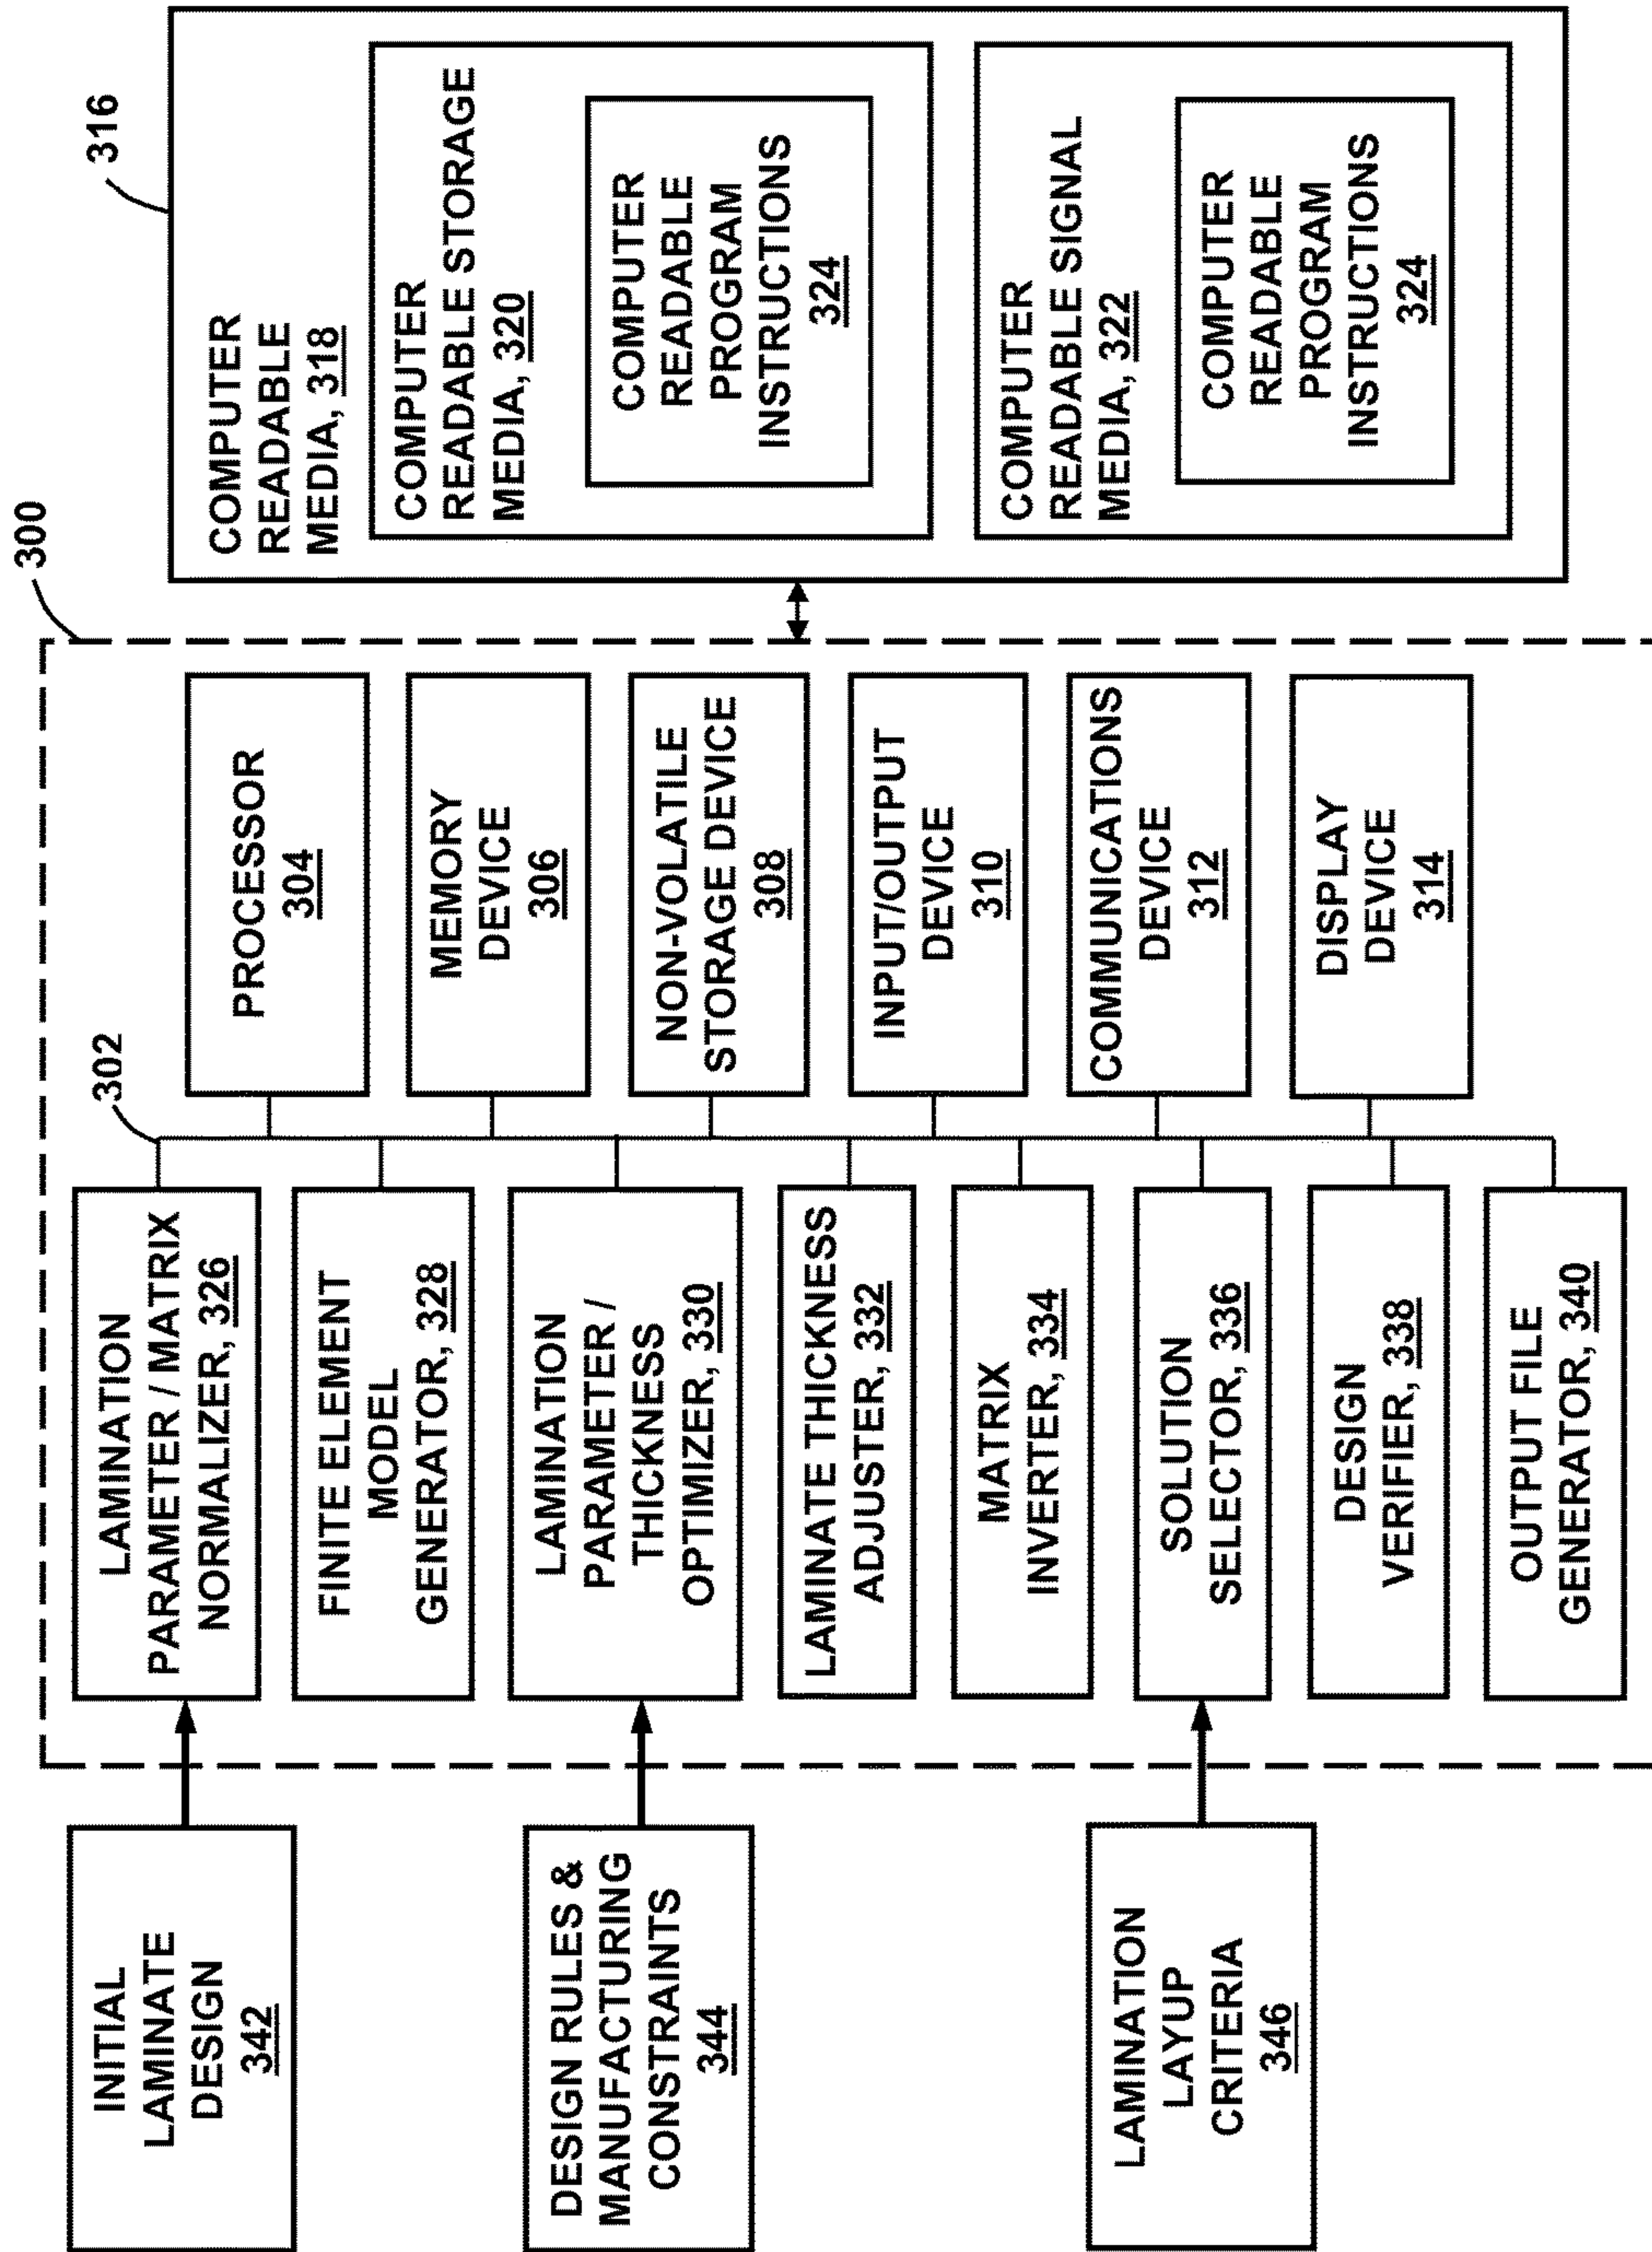 300
316
302
INITIAL
LAMINATE
DESIGN
342
DESIGN RULES &
MANUFACTURING
CONSTRAINTS
344
LAMINATION
LAYUP
CRITERIA
346
LAMINATION
PARAMETER / MATRIX
NORMALIZER, 326
FINITE ELEMENT
MODEL
GENERATOR, 328
LAMINATION
PARAMETER /
THICKNESS
OPTIMIZER, 330
LAMINATE THICKNESS
ADJUSTER, 332
MATRIX
INVERTER, 334
SOLUTION
SELECTOR, 336
DESIGN
VERIFIER, 338
OUTPUT FILE
GENERATOR, 340
PROCESSOR
304
MEMORY
DEVICE
306
NON-VOLATILE
STORAGE DEVICE
308
INPUT/OUTPUT
DEVICE
310
COMMUNICATIONS
DEVICE
312
DISPLAY
DEVICE
314
COMPUTER
READABLE
MEDIA, 318
COMPUTER
READABLE STORAGE
MEDIA, 320
COMPUTER
READABLE
PROGRAM
INSTRUCTIONS
324
COMPUTER
READABLE SIGNAL
MEDIA, 322
COMPUTER
READABLE
PROGRAM
INSTRUCTIONS
324